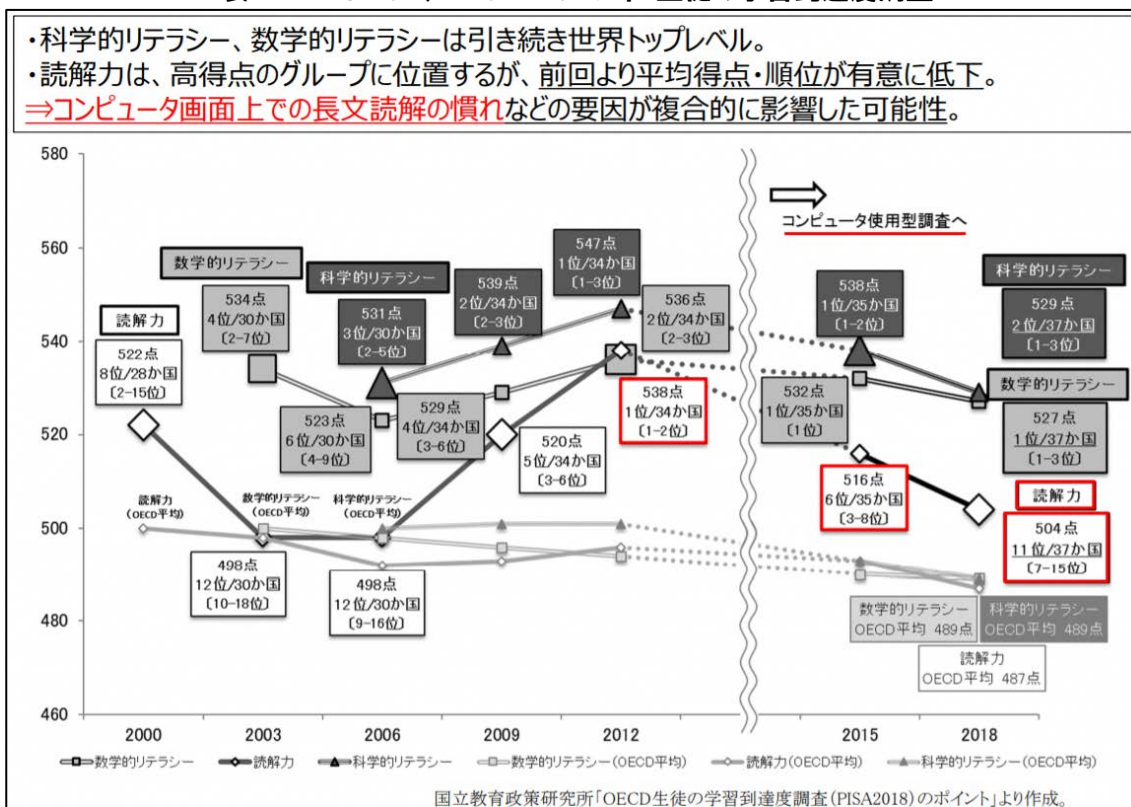 ・科学的リテラシー、数学的リテラシーは引き続き世界トップレベル。
・読解力は、高得点のグループに位置するが、前回より平均得点・順位が有意に低下。
⇒コンピュータ画面上での長文読解の慣れなどの要因が複合的に影響した可能性。
580
560
540
520
500
480
460
コンピュータ使用型調査へ
読解力
522点
8位/28か国
(2-15位)
数学的リテラシー
534点
4位/30か国
(2-7位)
科学的リテラシー
531点
3位/30か国
(2-5位)
539点
2位/34か国
(2-3位)
547点
1位/34か国
(1-3位)
536点
2位/34か国
(2-3位)
523点
6位/30か国
(4-9位)
529点
4位/34か国
(3-6位)
520点
5位/34か国
(3-6位)
538点
1位/34か国
(1-2位)
538点
1位/35か国
(1-2位)
科学的リテラシー
529点
2位/37か国
(1-3位)
532点
1位/35か国
(1位)
数学的リテラシー
527点
1位/37か国
(1-3位)
516点
6位/35か国
(3-8位)
読解力
504点
11位/37か国
(7-15位)
読解力
(OECD平均)
数学的リテラシー
(OECD平均)
科学的リテラシー
(OECD平均)
498点
12位/30か国
(10-18位)
498点
12位/30か国
(9-16位)
数学的リテラシー
OECD平均 489点
科学的リテラシー
OECD平均 489点
読解力
OECD平均 487点
2000
2003
2006
2009
2012
2015
2018
数学的リテラシー
読解力
科学的リテラシー
数学的リテラシー(OECD平均)
読解力(OECD平均)
科学的リテラシー(OECD平均)
国立教育政策研究所「OECD生徒の学習到達度調査(PISA2018)のポイント」より作成。